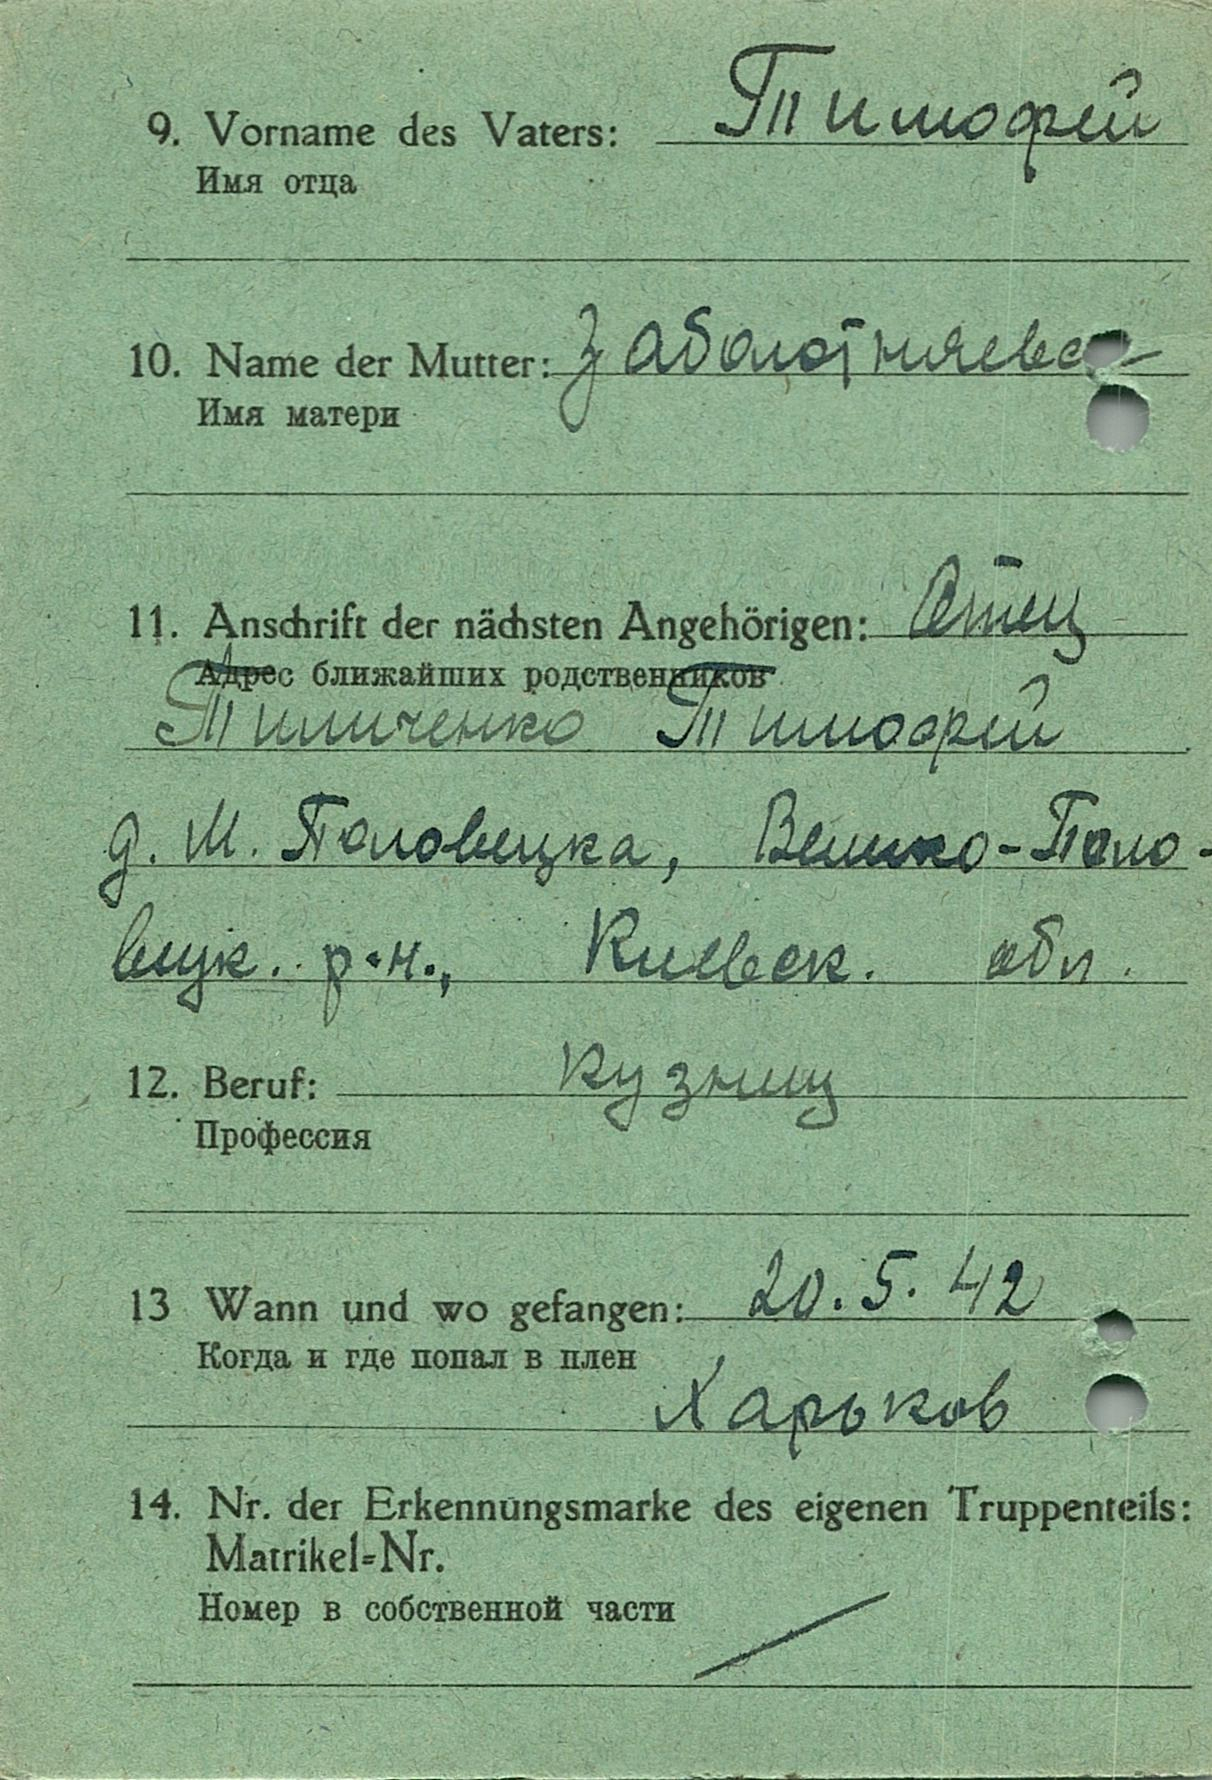 9. Vorname des Vaters: Тимофей
Имя отца
10. Name der Mutter:
Имя матери
11. Anschrift der nächsten Angehörigen: Отец
Адрес ближайших родственников
Тимченко Тимофей
д. М. Половецка, Велико-Поло-
вецк. р-н., Киевск. обл.
12. Beruf: кузнец
Профессия
13 Wann und wo gefangen: 20.5.42
Когда и где попал в плен
Харьков
14. Nr. der Erkennungsmarke des eigenen Truppenteils:
Matrikel-Nr.
Номер в собственной части